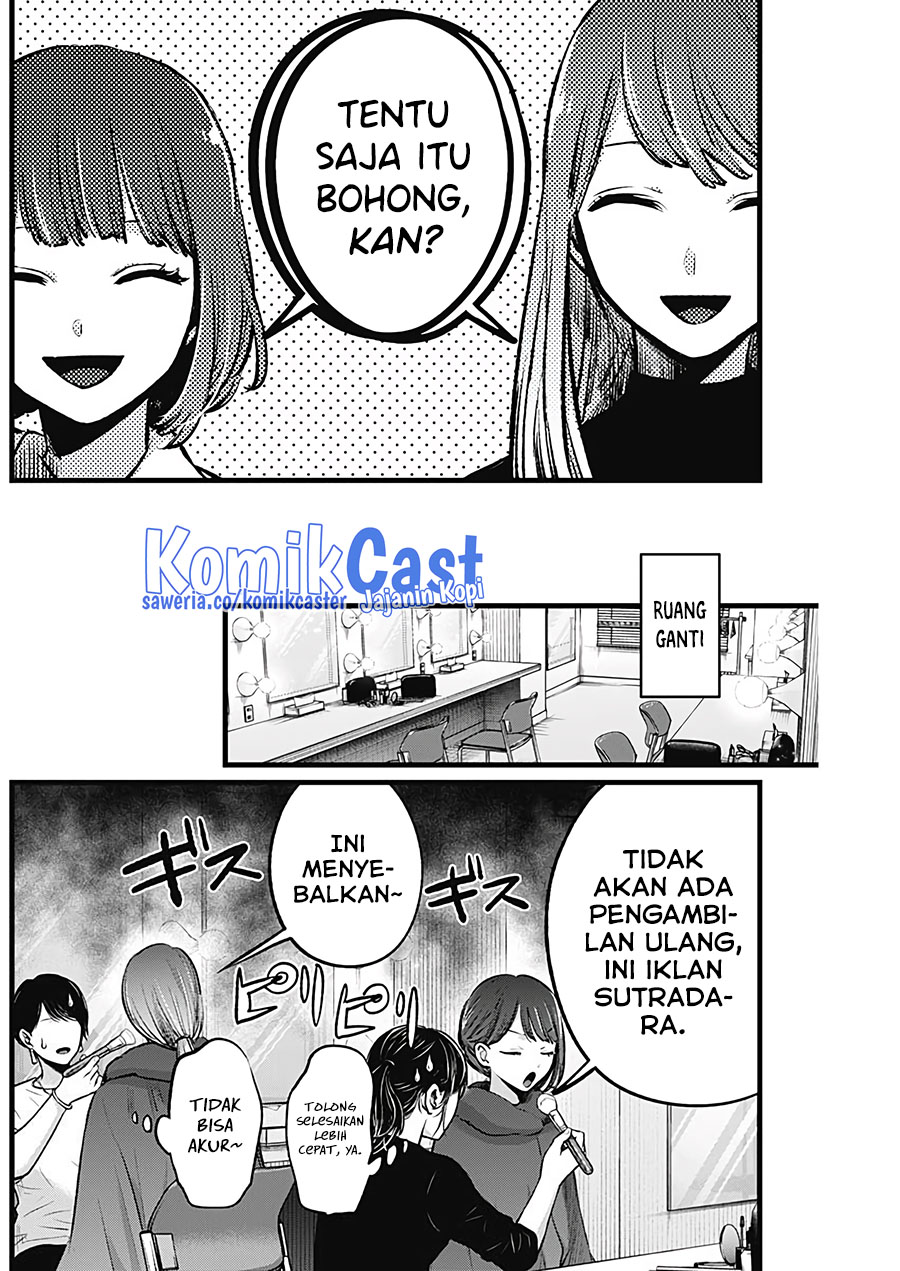 TENTU
SAJA ITU
BOHONG,
KAN?
KomikCast
saweria.co/komikcaster Jajanin Kopi
RUANG
GANTI
TIDAK
AKAN ADA
PENGAMBI-
LAN ULANG,
INI IKLAN
SUTRADA-
RA.
INI
MENYE-
BALKAN~
ギス
ギス
ピリ
ピリ
TOLONG
SELESAIKAN
LEBIH
CEPAT, YA.
TIDAK
BISA
AKUR~